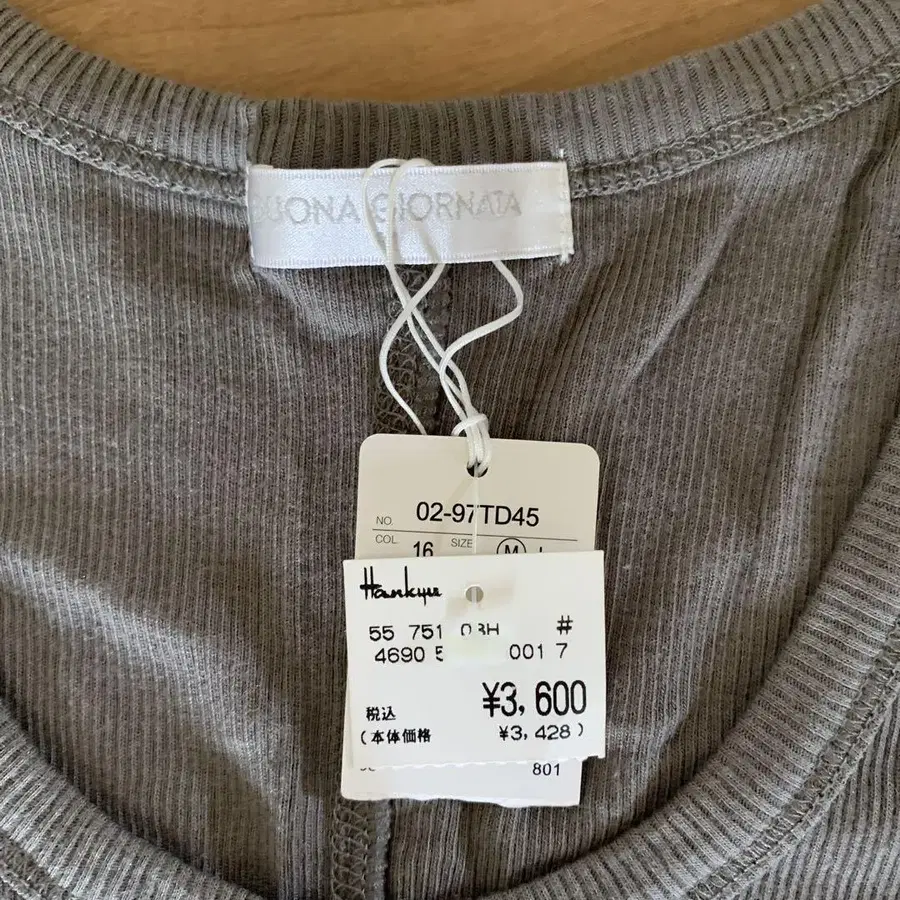 BUONA GIORNATA
NO. 02-97TD45
COL. 16 SIZE M
Hankyu
55 751 03H #
4690 5 001 7
¥3,600
税込
(本体価格 ¥3,428)
801